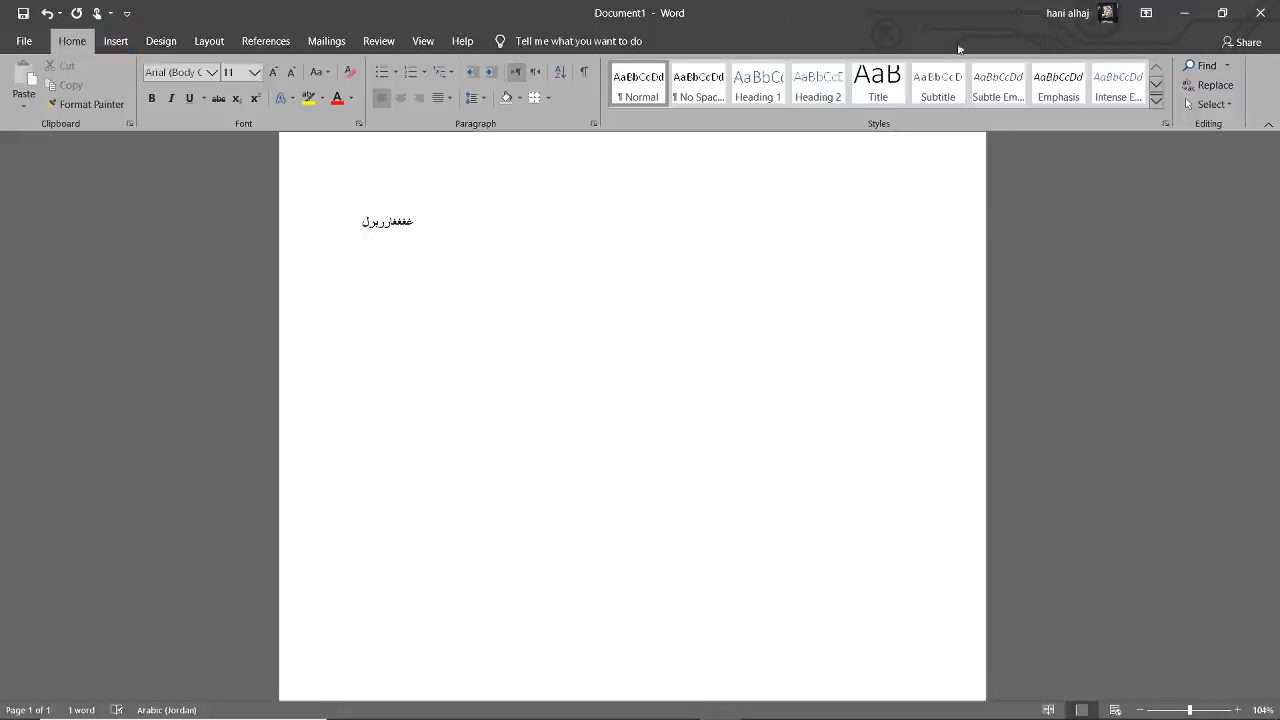 Document1 - Word
hani alhaj
File Home Insert Design Layout References Mailings Review View Help Tell me what you want to do Share
Paste
Cut
Copy
Format Painter
Clipboard
Arial (Body C 11
Font
Paragraph
AaBbCcDd AaBbCcDd AaBbCc AaBbCcD AaB AaBbCcD AaBbCcDd AaBbCcDd AaBbCcDd
¶ Normal ¶ No Spac... Heading 1 Heading 2 Title Subtitle Subtle Em... Emphasis Intense E...
Styles
Find
Replace
Select
Editing
Page 1 of 1 1 word Arabic (Jordan) 104%